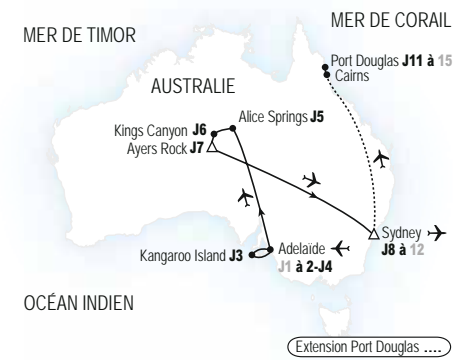 MER DE CORAIL
MER DE TIMOR
Port Douglas J11 à 15
Cairns
AUSTRALIE
Alice Springs J5
Kings Canyon J6
Ayers Rock J7
Sydney
J8 à 12
Adelaïde
J1 à 2-J4
Kangaroo Island J3
OCÉAN INDIEN
Extension Port Douglas ....